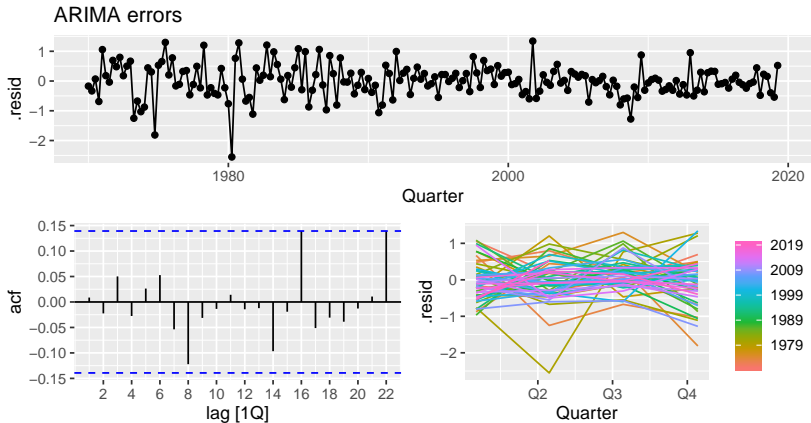 ARIMA errors
1
0
−1
−2
.resid
1980
2000
2020
Quarter
0.15
0.10
0.05
0.00
−0.05
−0.10
−0.15
acf
2 4 6 8 10 12 14 16 18 20 22
lag [1Q]
1
0
−1
−2
.resid
Q2 Q3 Q4
Quarter
2019
2009
1999
1989
1979